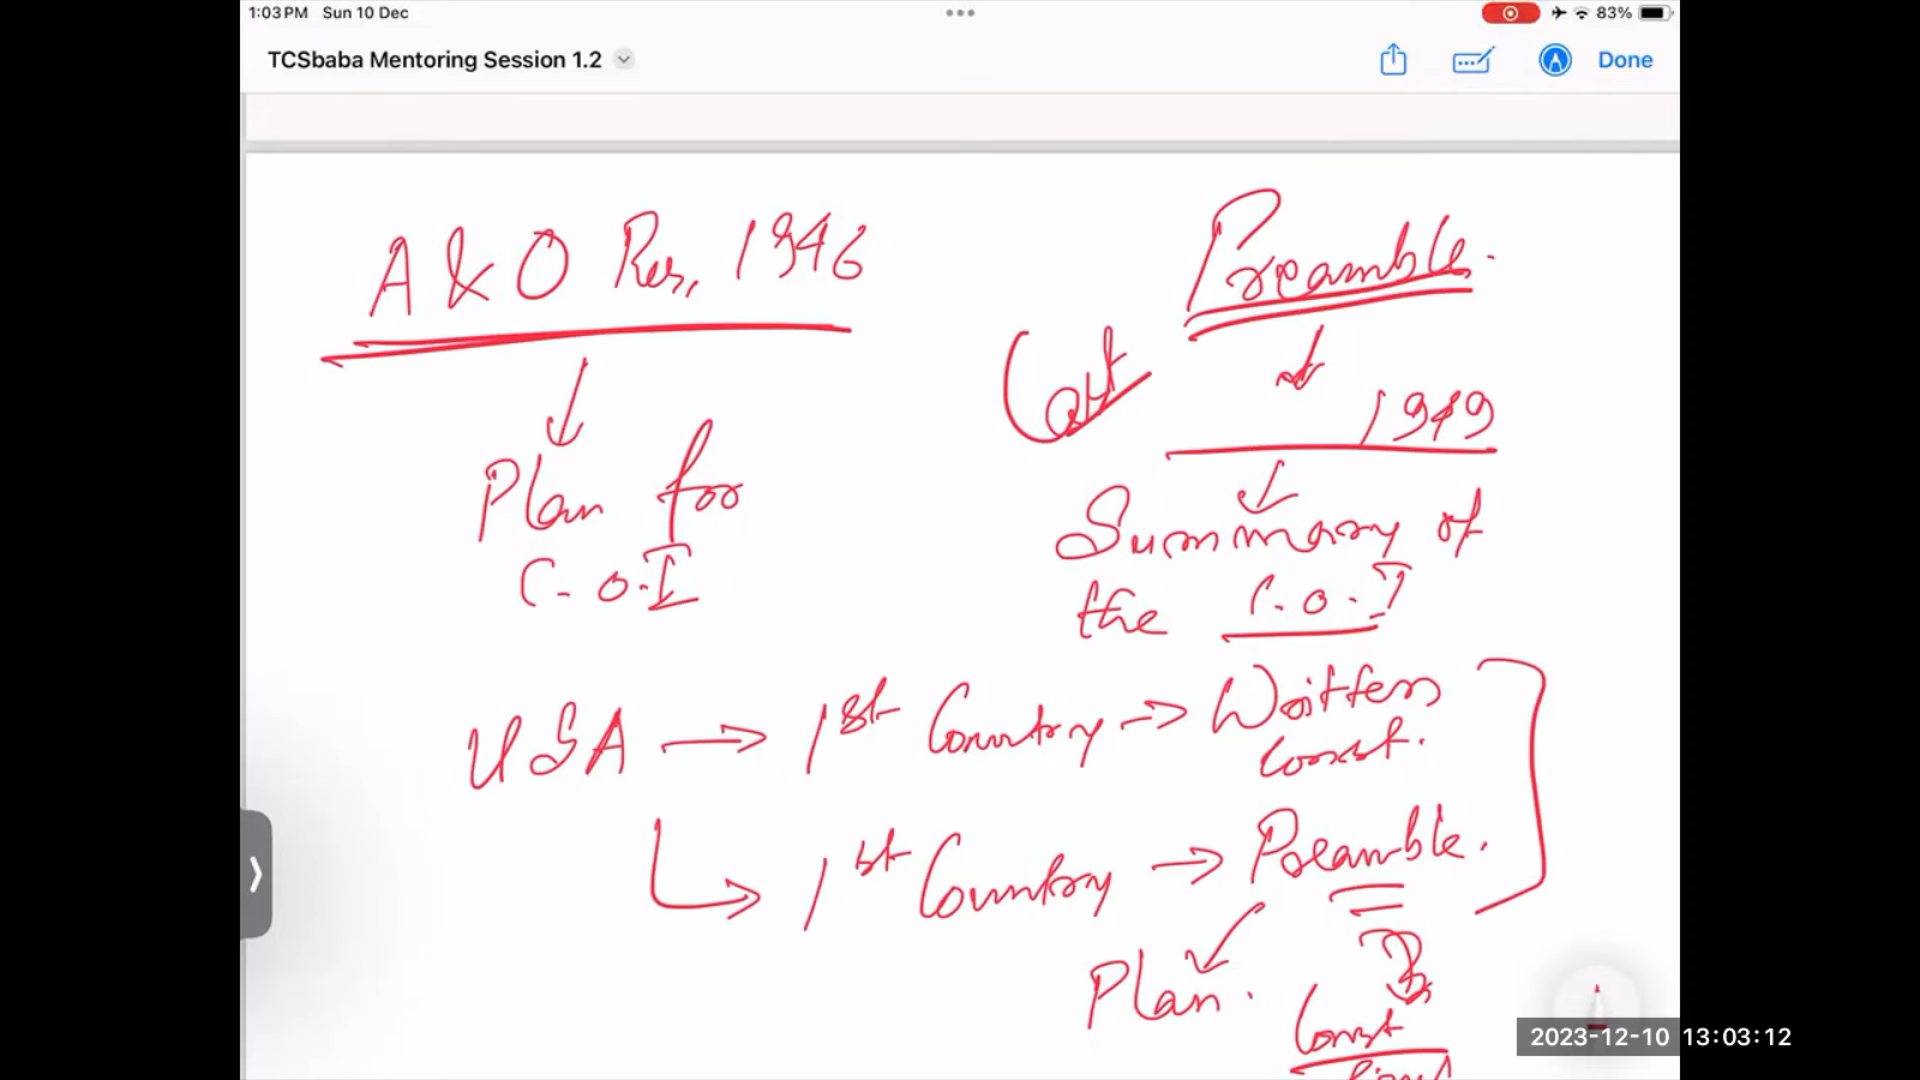 1:03 PM Sun 10 Dec
83%
TCSbaba Mentoring Session 1.2
Done
A & O Res, 1946
Preamble.
1949
Plan for
C.O.I
Summary of
the C.O.I
USA → 1st Country → Written
Const.
1st Country → Preamble.
Plan.
Const
2023-12-10 13:03:12